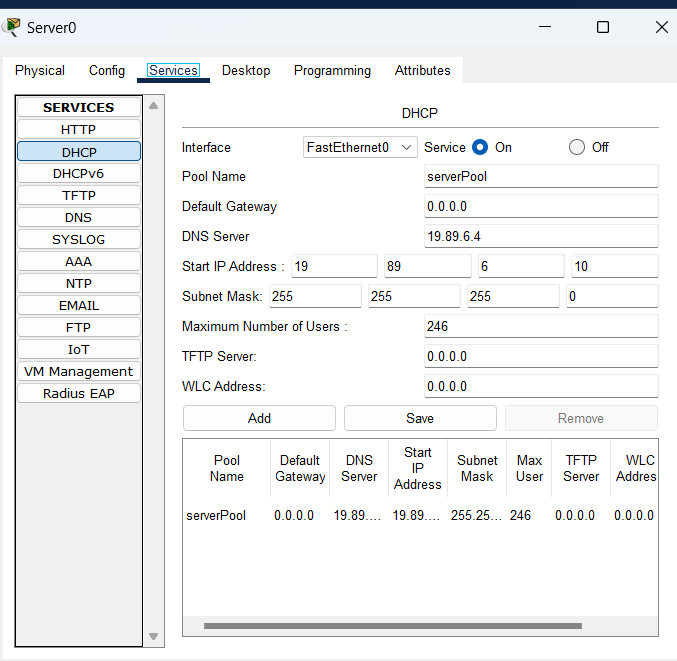 Server0
Physical Config Services Desktop Programming Attributes
SERVICES
HTTP
DHCP
DHCPv6
TFTP
DNS
SYSLOG
AAA
NTP
EMAIL
FTP
IoT
VM Management
Radius EAP
DHCP
Interface FastEthernet0 Service On Off
Pool Name serverPool
Default Gateway 0.0.0.0
DNS Server 19.89.6.4
Start IP Address : 19 89 6 10
Subnet Mask: 255 255 255 0
Maximum Number of Users : 246
TFTP Server: 0.0.0.0
WLC Address: 0.0.0.0
Add Save Remove
Pool Name Default Gateway DNS Server Start IP Address Subnet Mask Max User TFTP Server WLC Addres
serverPool 0.0.0.0 19.89.... 19.89.... 255.25... 246 0.0.0.0 0.0.0.0